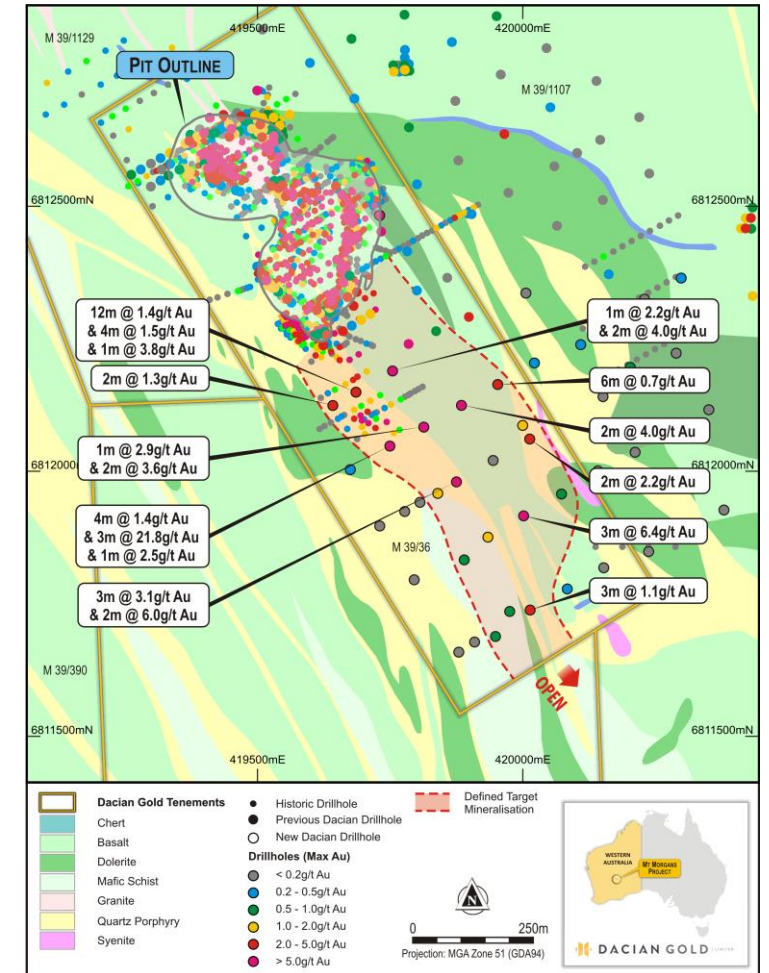 419500mE
420000mE
M 39/1129
PIT OUTLINE
M 39/1107
6812500mN
6812500mN
12m @ 1.4g/t Au
& 4m @ 1.5g/t Au
& 1m @ 3.8g/t Au
1m @ 2.2g/t Au
& 2m @ 4.0g/t Au
2m @ 1.3g/t Au
6m @ 0.7g/t Au
2m @ 4.0g/t Au
1m @ 2.9g/t Au
& 2m @ 3.6g/t Au
6812000mN
6812000mN
2m @ 2.2g/t Au
4m @ 1.4g/t Au
& 3m @ 21.8g/t Au
& 1m @ 2.5g/t Au
3m @ 6.4g/t Au
M 39/36
3m @ 3.1g/t Au
& 2m @ 6.0g/t Au
3m @ 1.1g/t Au
M 39/390
OPEN
6811500mN
6811500mN
419500mE
420000mE
Dacian Gold Tenements
Chert
Basalt
Dolerite
Mafic Schist
Granite
Quartz Porphyry
Syenite
Historic Drillhole
Previous Dacian Drillhole
New Dacian Drillhole
Drillholes (Max Au)
< 0.2g/t Au
0.2 - 0.5g/t Au
0.5 - 1.0g/t Au
1.0 - 2.0g/t Au
2.0 - 5.0g/t Au
> 5.0g/t Au
Defined Target
Mineralisation
N
0 250m
Projection: MGA Zone 51 (GDA94)
WESTERN
AUSTRALIA
MT MORGANS
PROJECT
DACIAN GOLD LIMITED